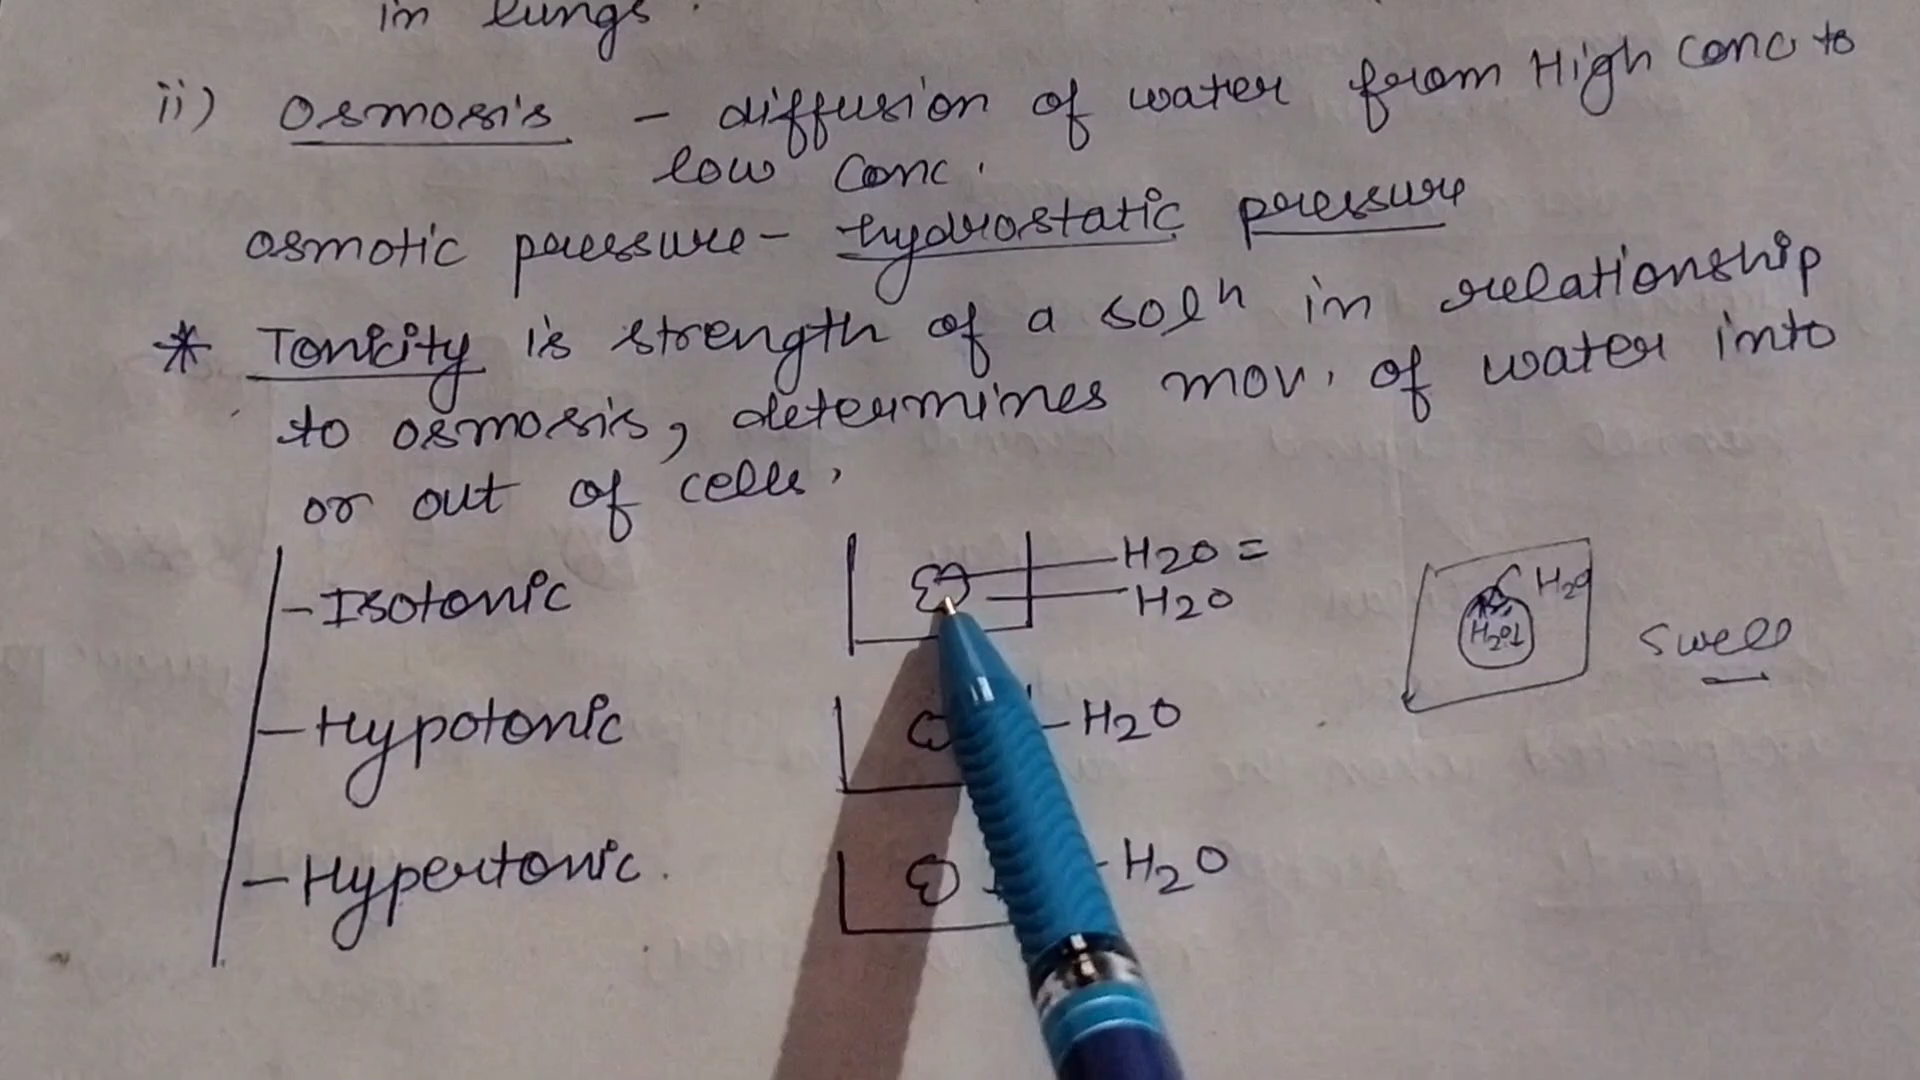 in lungs.
ii) Osmosis - diffusion of water from High conc to
low conc.
osmotic pressure - hydrostatic pressure
* Tonicity is strength of a solⁿ in relationship
to osmosis, determines mov. of water into
or out of cells.
- Isotonic
H2O =
H2O
- Hypotonic
H2O
- Hypertonic.
H2O
H2O
H2O↑
Swell